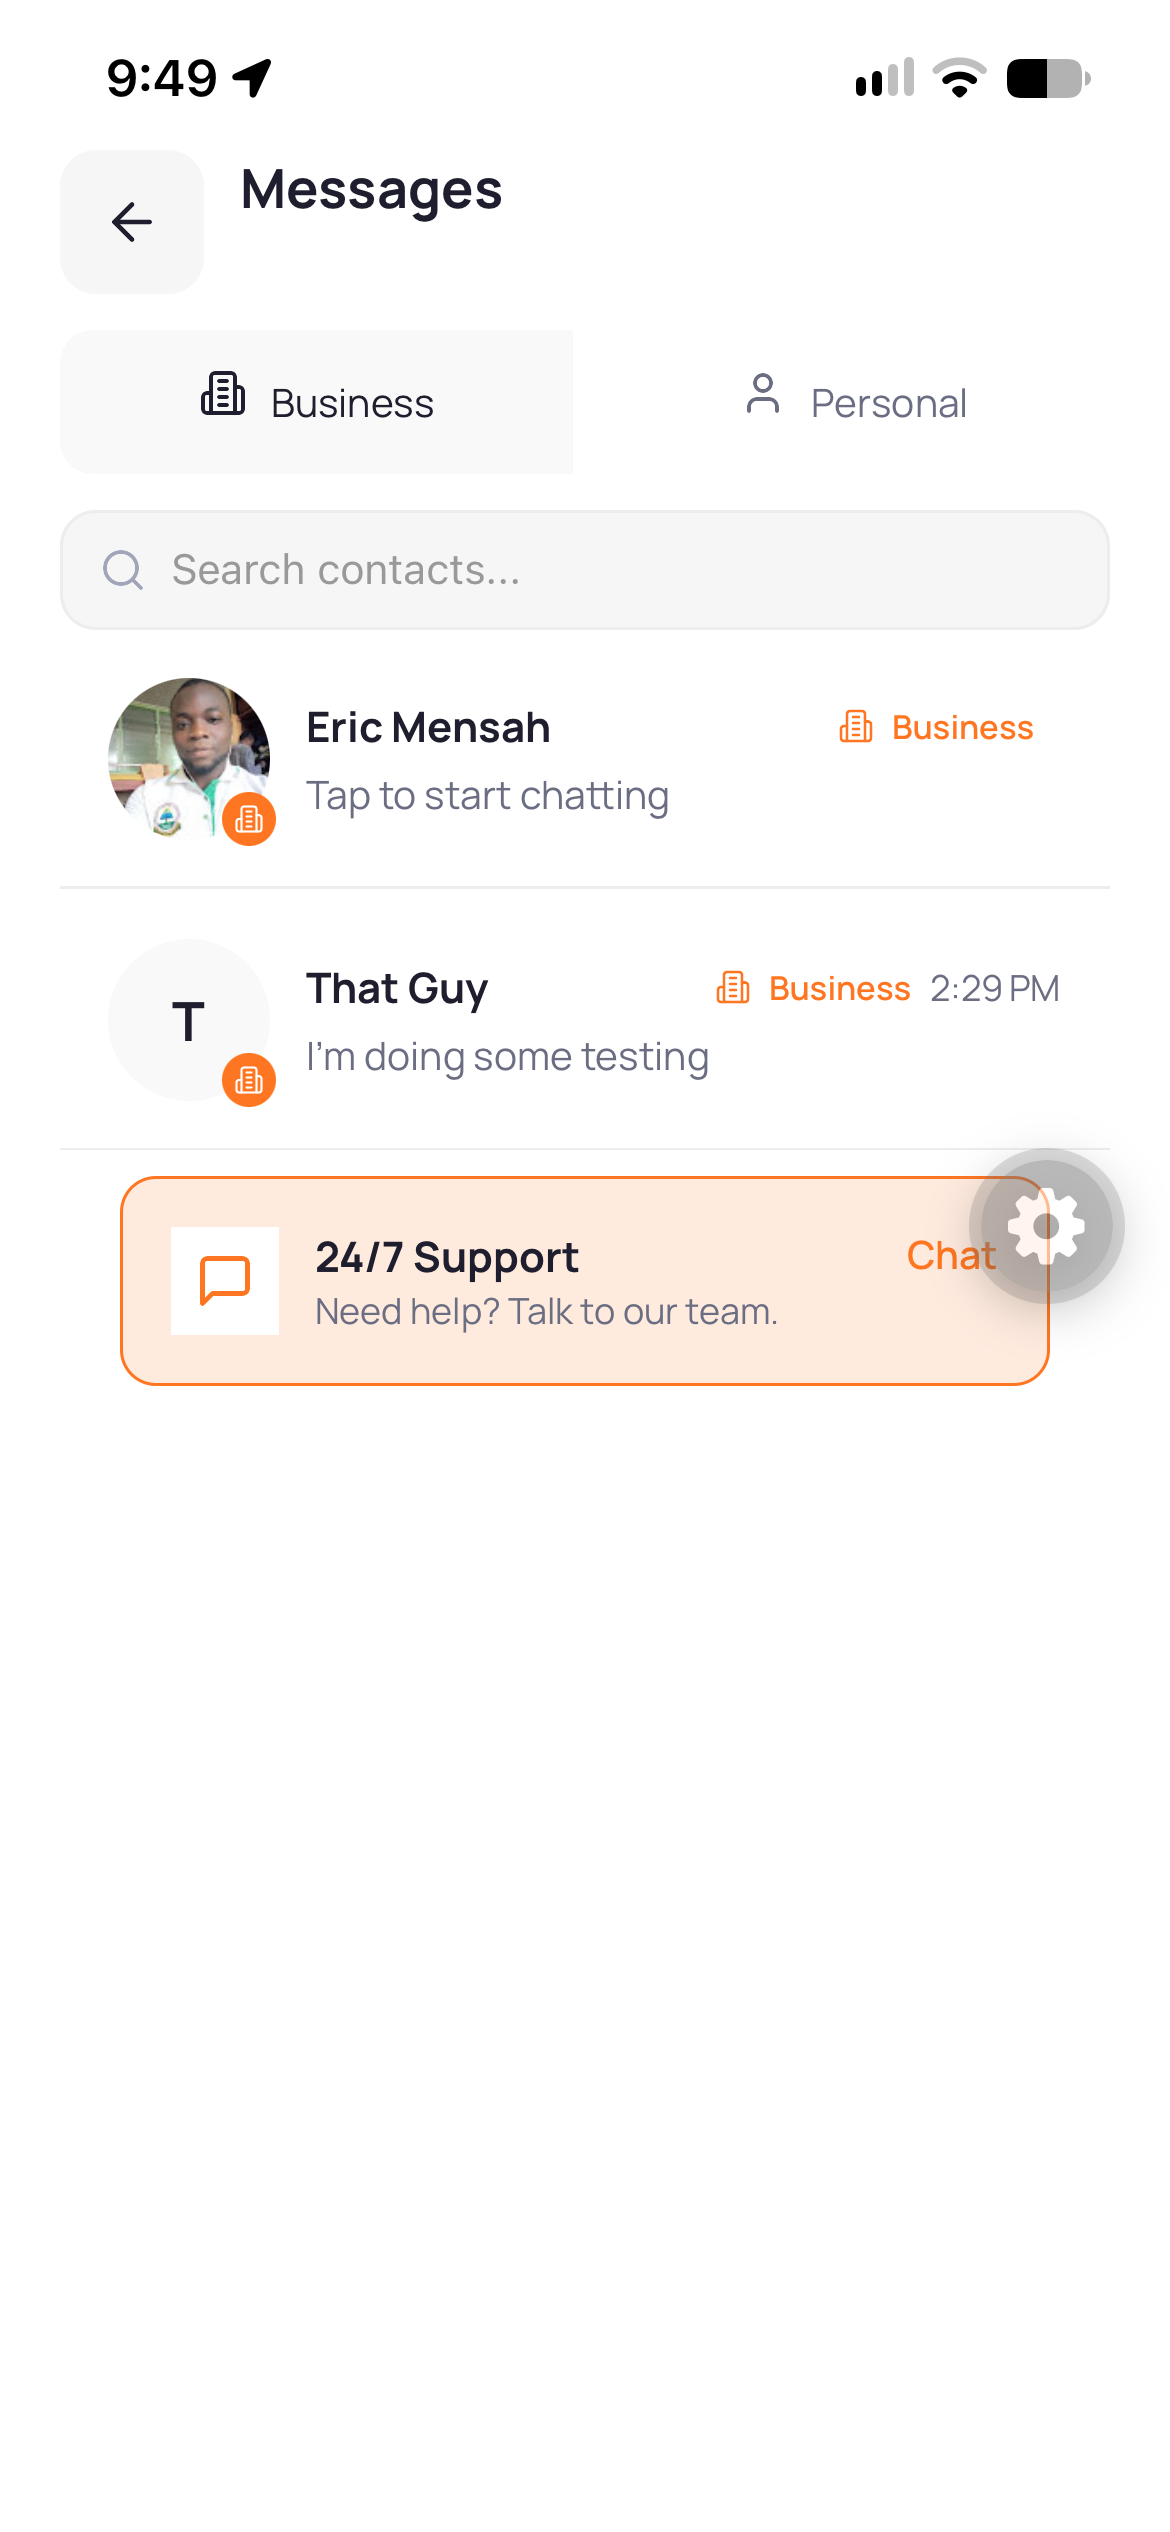 9:49
Messages
Business
Personal
Search contacts...
Eric Mensah
Business
Tap to start chatting
T
That Guy
Business 2:29 PM
I'm doing some testing
24/7 Support
Chat
Need help? Talk to our team.